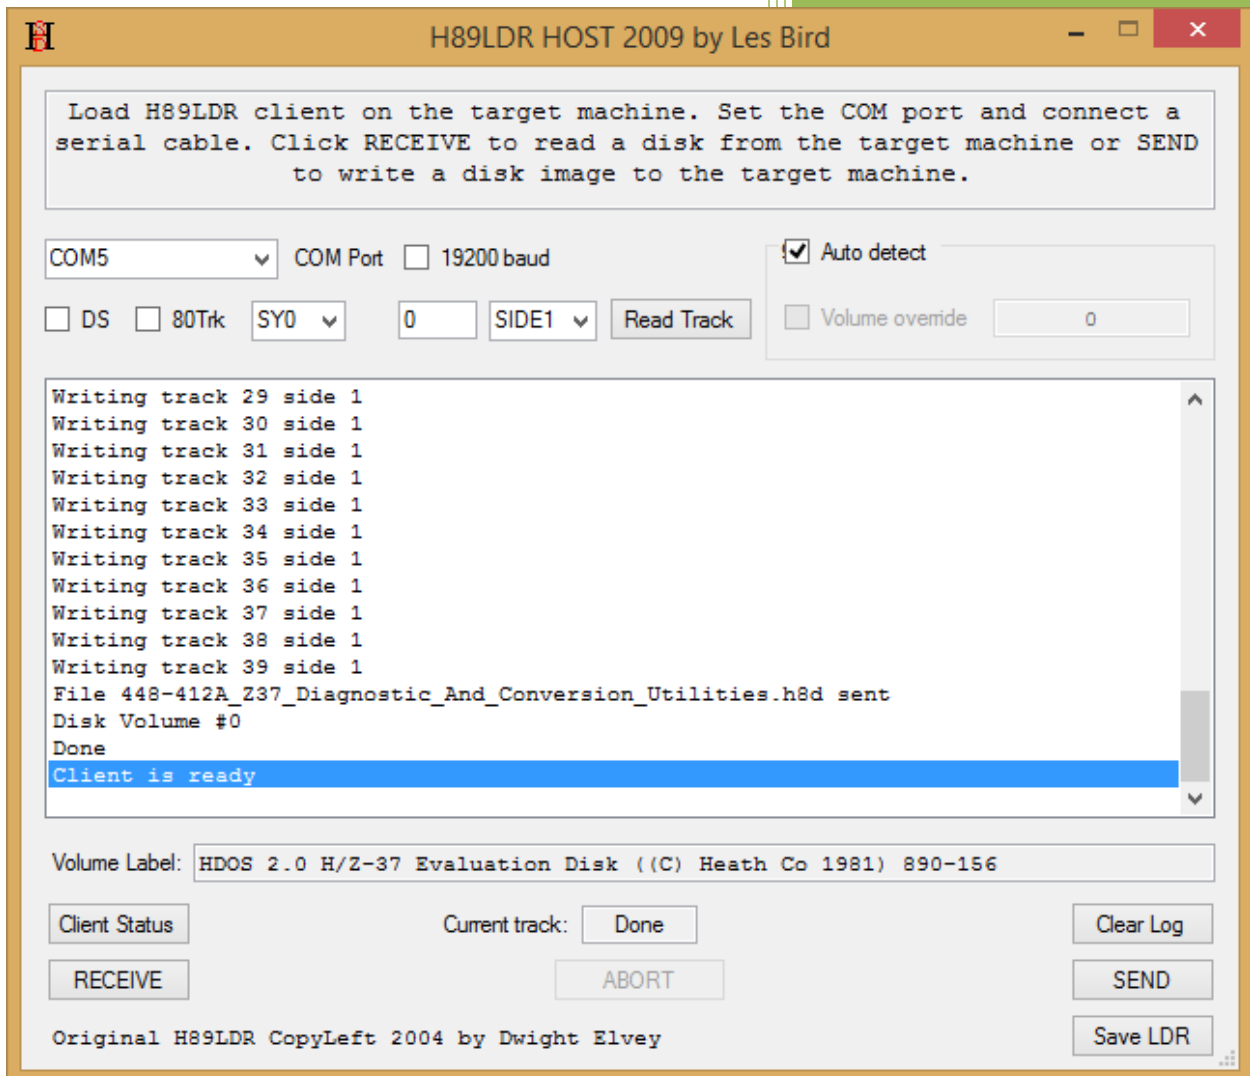 H89LDR HOST 2009 by Les Bird
Load H89LDR client on the target machine. Set the COM port and connect a
serial cable. Click RECEIVE to read a disk from the target machine or SEND
to write a disk image to the target machine.
COM5 COM Port 19200 baud Auto detect
DS 80Trk SY0 0 SIDE1 Read Track Volume override 0
Writing track 29 side 1
Writing track 30 side 1
Writing track 31 side 1
Writing track 32 side 1
Writing track 33 side 1
Writing track 34 side 1
Writing track 35 side 1
Writing track 36 side 1
Writing track 37 side 1
Writing track 38 side 1
Writing track 39 side 1
File 448-412A_Z37_Diagnostic_And_Conversion_Utilities.h8d sent
Disk Volume #0
Done
Client is ready
Volume Label: HDOS 2.0 H/Z-37 Evaluation Disk ((C) Heath Co 1981) 890-156
Client Status Current track: Done Clear Log
RECEIVE ABORT SEND
Original H89LDR CopyLeft 2004 by Dwight Elvey Save LDR